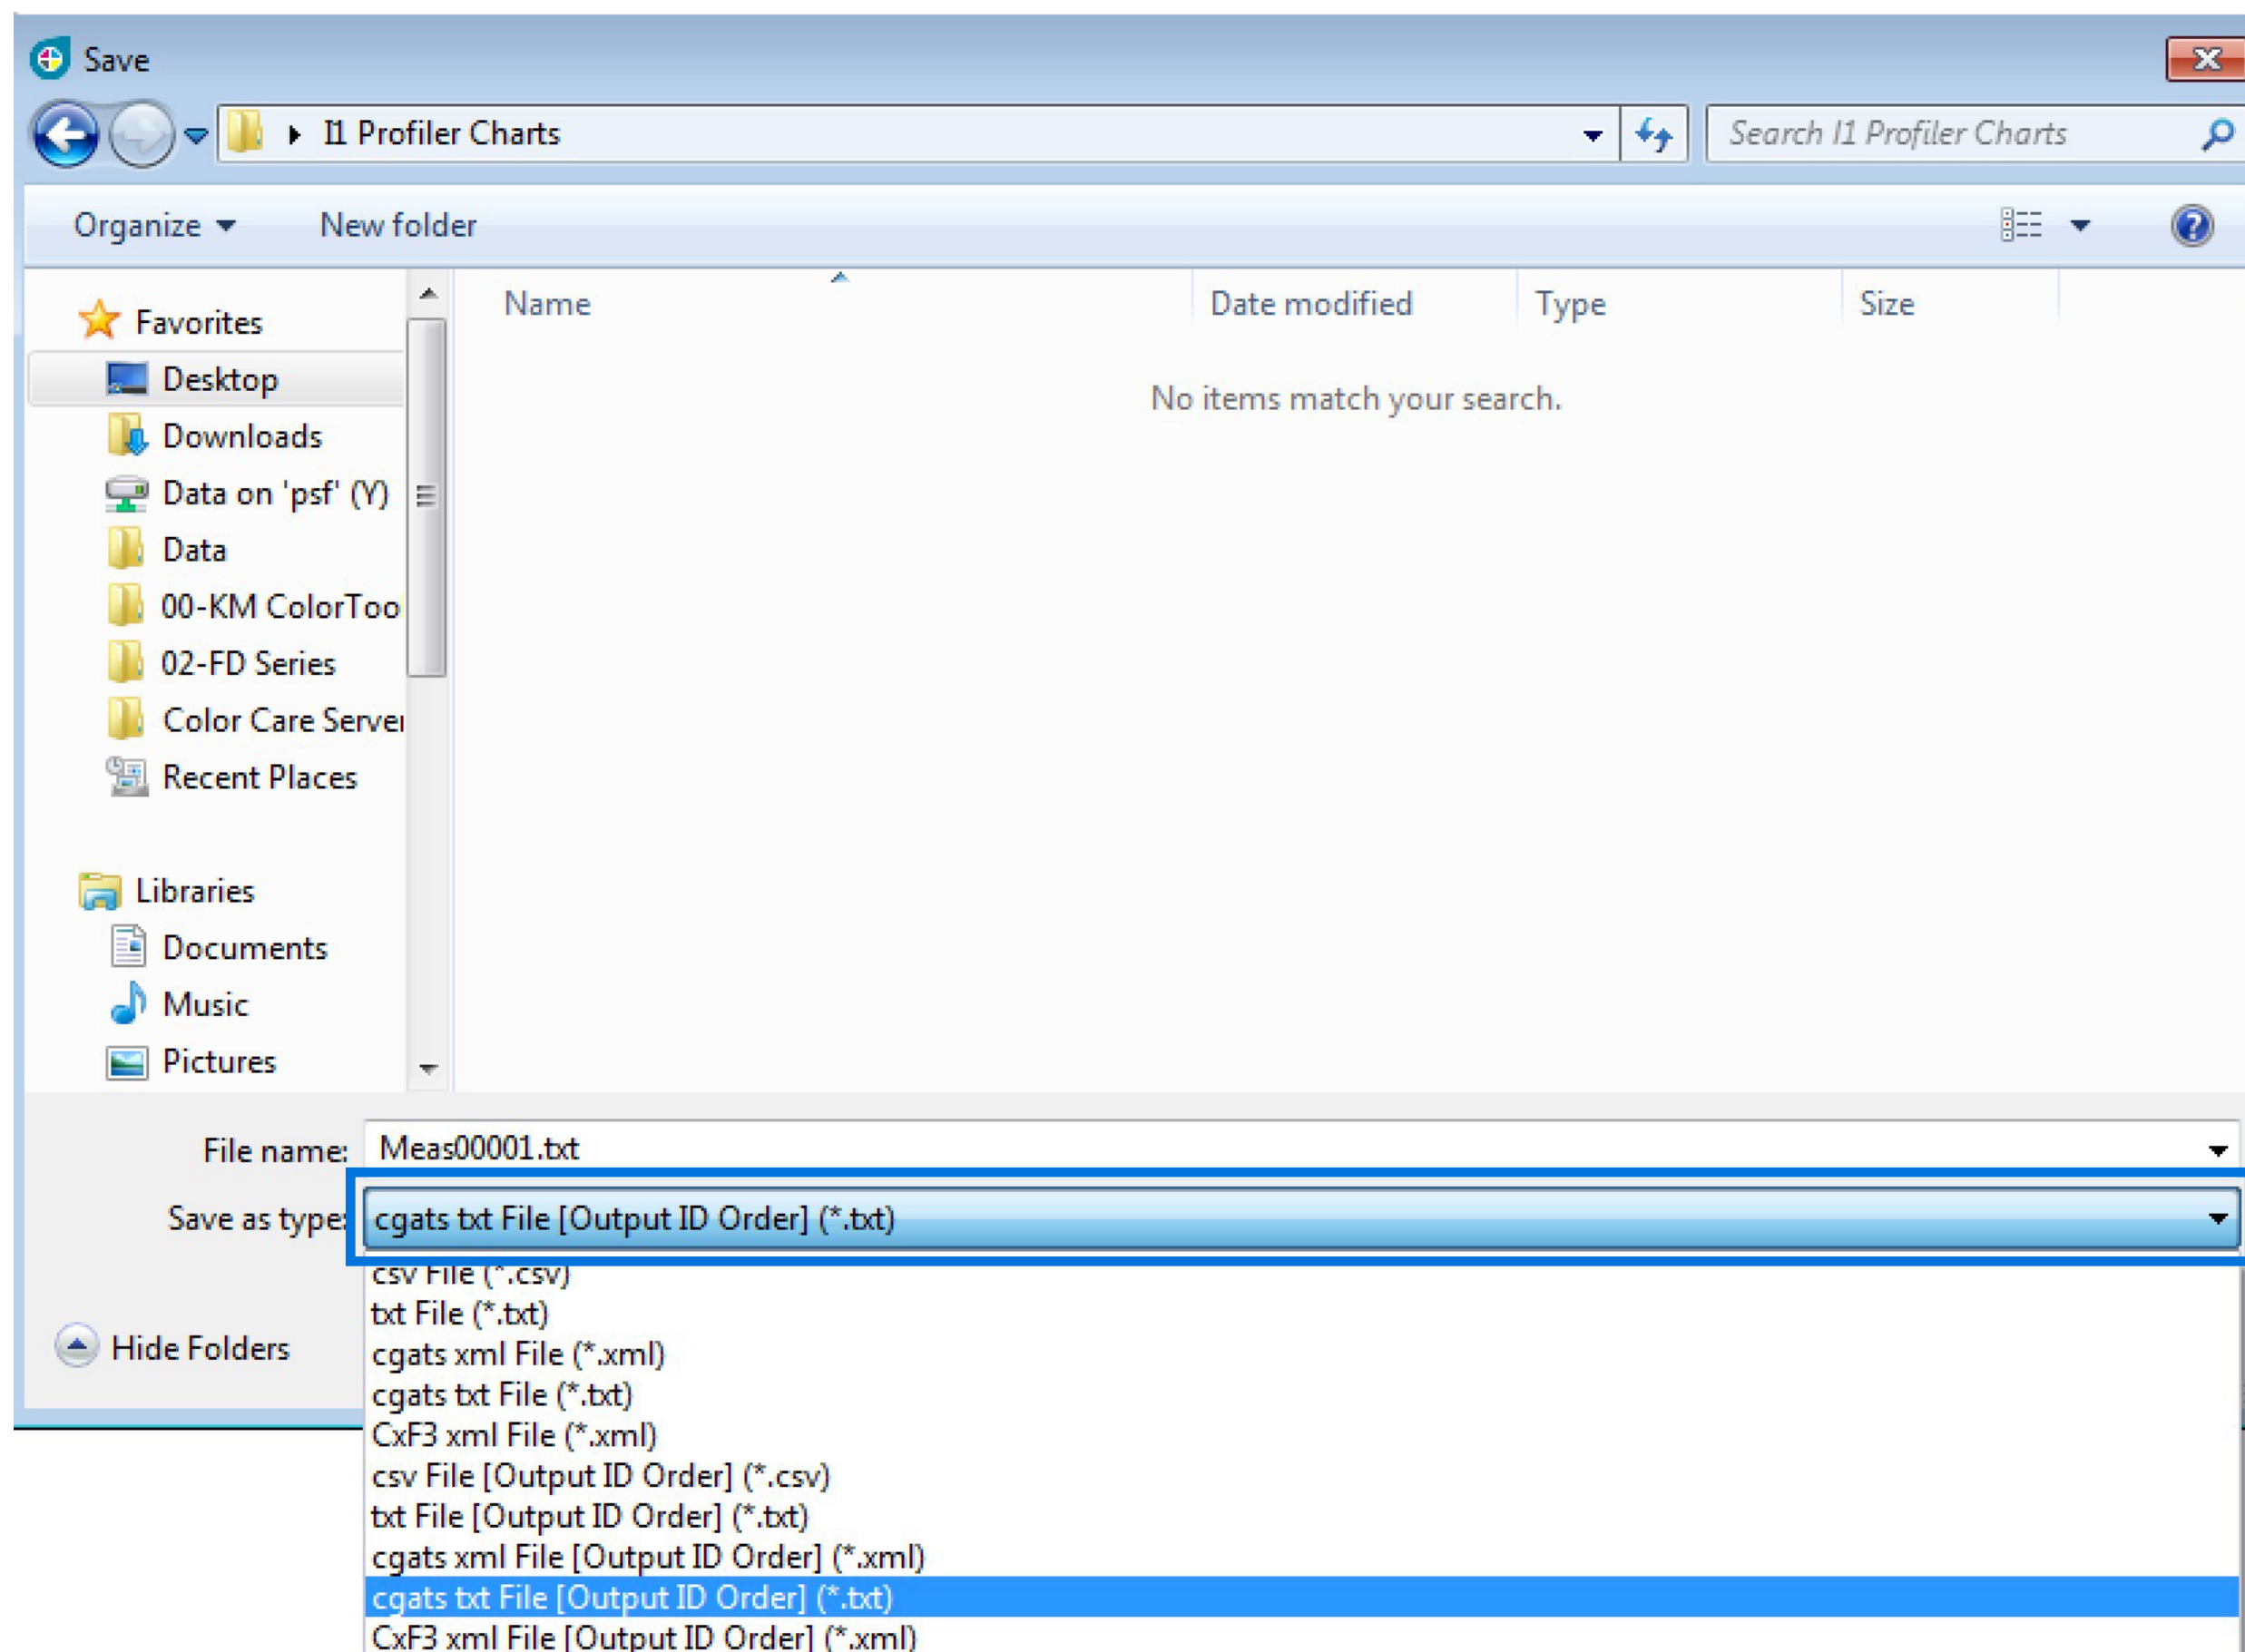 Save
I1 Profiler Charts
Search I1 Profiler Charts
Organize
New folder
Name
Date modified
Type
Size
No items match your search.
Favorites
Desktop
Downloads
Data on 'psf' (Y)
Data
00-KM ColorToo
02-FD Series
Color Care Server
Recent Places
Libraries
Documents
Music
Pictures
File name: Meas00001.txt
Save as type: cgats txt File [Output ID Order] (*.txt)
csv File (*.csv)
txt File (*.txt)
cgats xml File (*.xml)
cgats txt File (*.txt)
CxF3 xml File (*.xml)
csv File [Output ID Order] (*.csv)
txt File [Output ID Order] (*.txt)
cgats xml File [Output ID Order] (*.xml)
cgats txt File [Output ID Order] (*.txt)
CxF3 xml File [Output ID Order] (*.xml)
Hide Folders